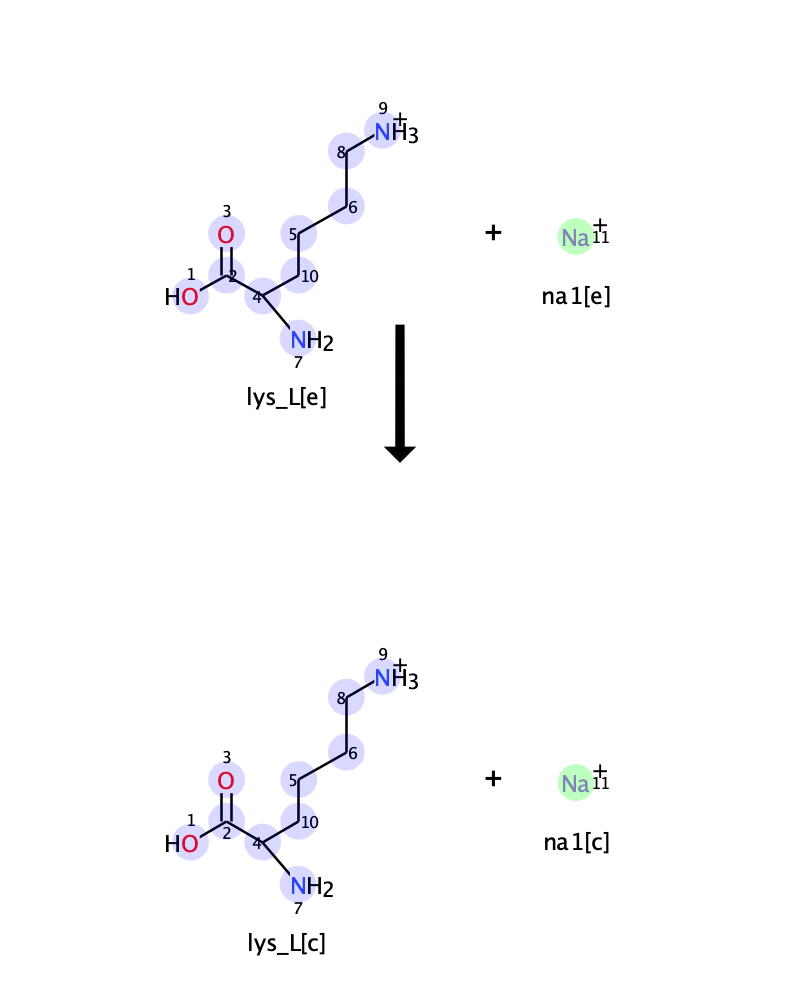 9
NH3+
8
6
3
O
5
+
Na+
11
1
2
10
HO
4
na1[e]
NH2
7
lys_L[e]
9
NH3+
8
6
3
O
5
+
Na+
11
1
2
10
HO
4
na1[c]
NH2
7
lys_L[c]